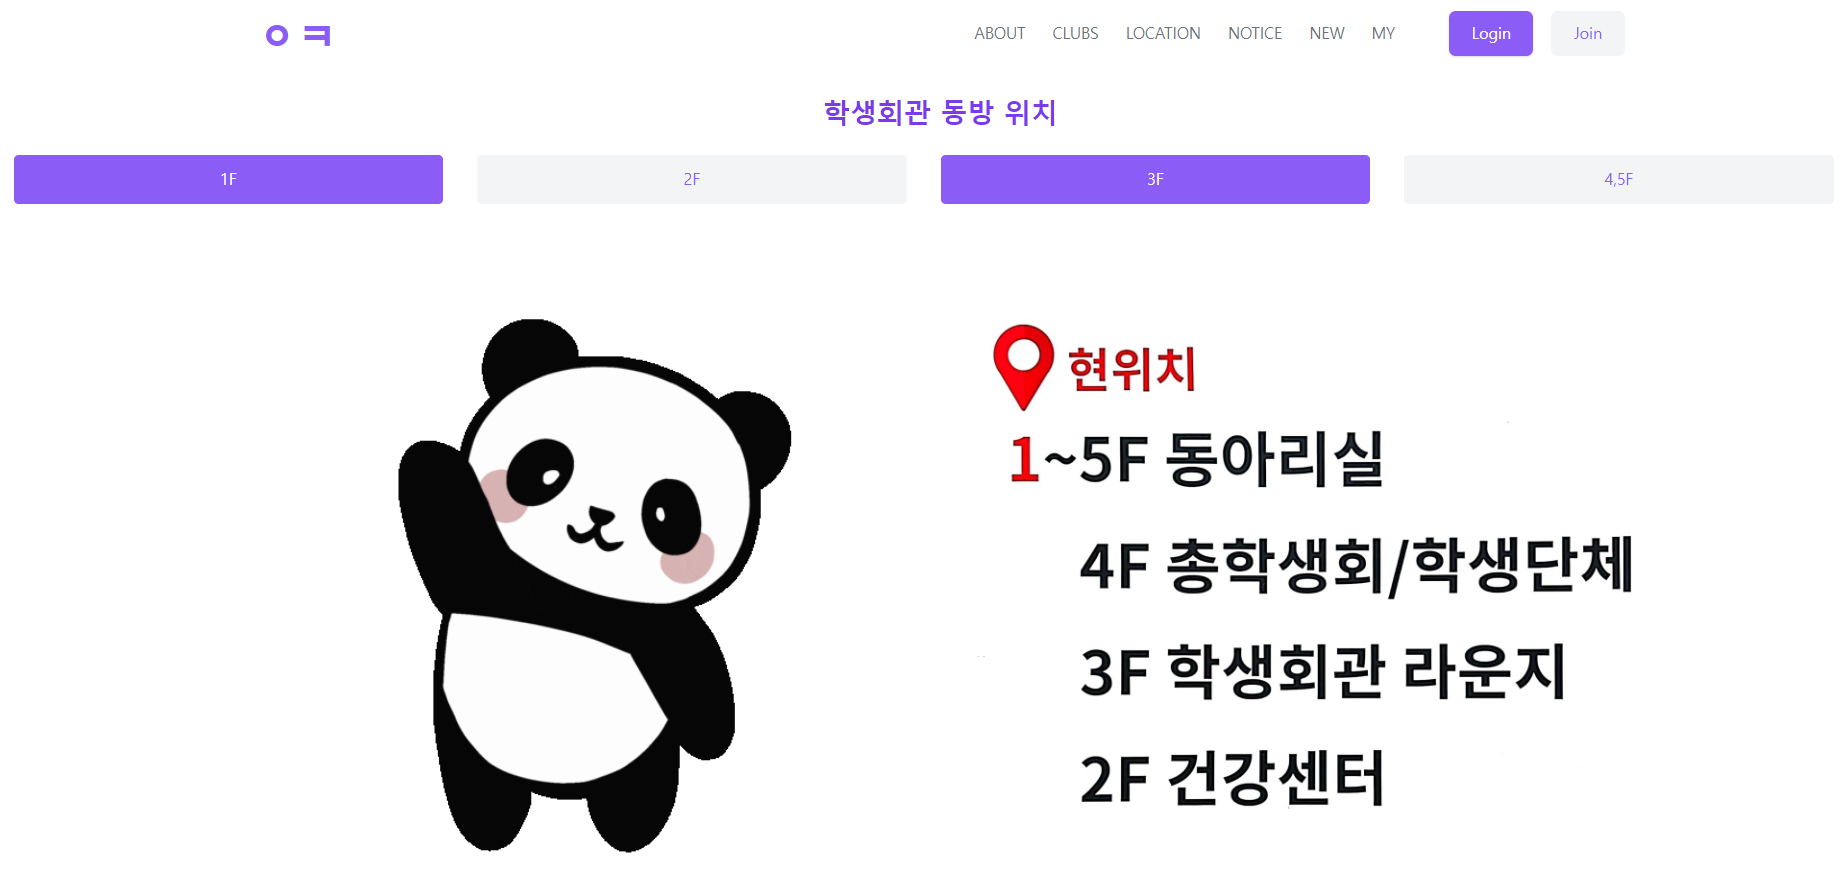 ㅇㅋ ABOUT CLUBS LOCATION NOTICE NEW MY Login Join
학생회관 동방 위치
1F 2F 3F 4,5F
현위치
1~5F 동아리실
4F 총학생회/학생단체
3F 학생회관 라운지
2F 건강센터